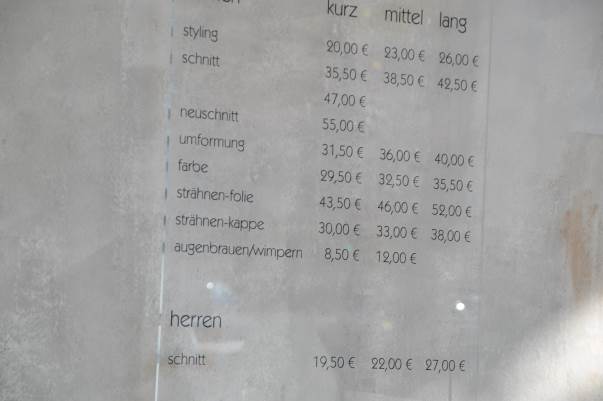 kurz mittel lang
styling 20,00 € 23,00 € 26,00 €
schnitt 35,50 € 38,50 € 42,50 €
47,00 €
neuschnitt 55,00 €
umformung 31,50 € 36,00 € 40,00 €
farbe 29,50 € 32,50 € 35,50 €
strähnen-folie 43,50 € 46,00 € 52,00 €
strähnen-kappe 30,00 € 33,00 € 38,00 €
augenbrauen/wimpern 8,50 € 12,00 €
herren
schnitt 19,50 € 22,00 € 27,00 €